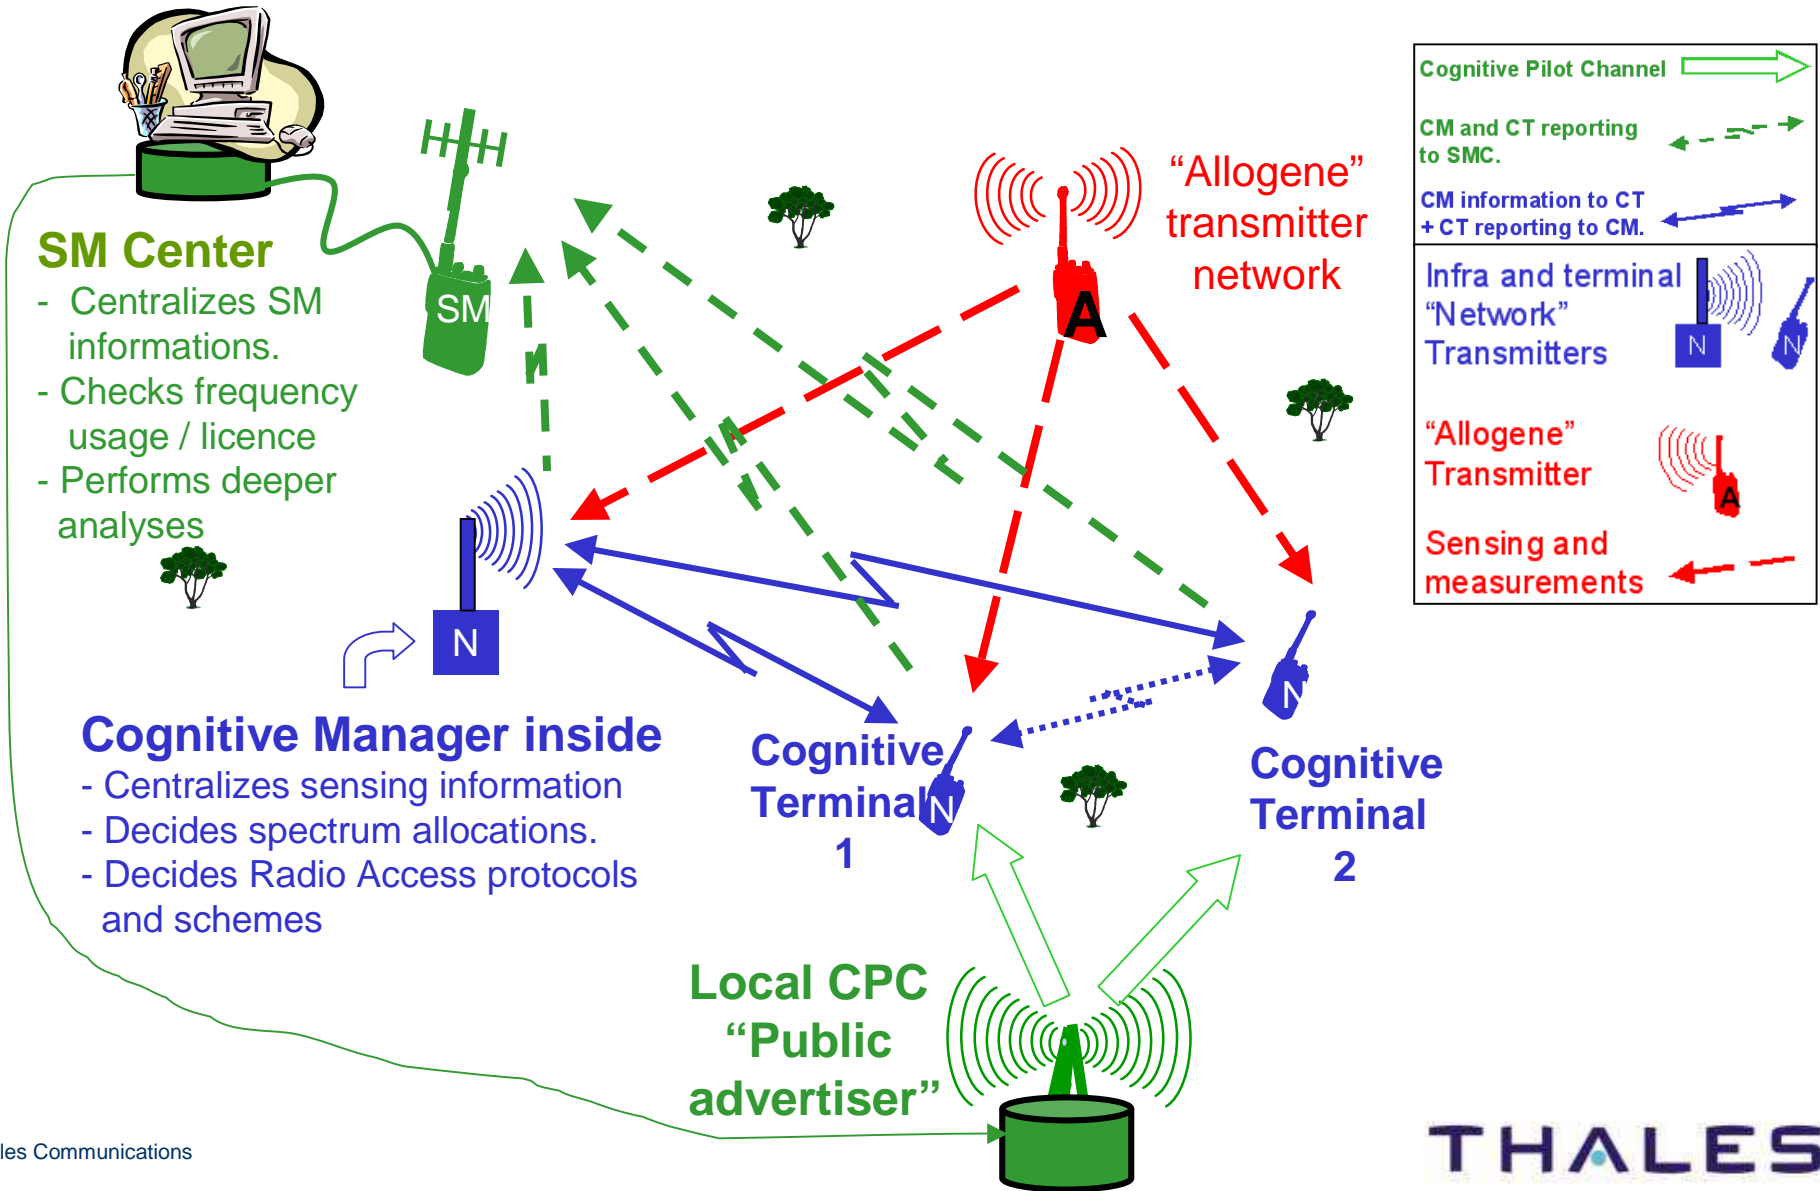 SM Center
- Centralizes SM
informations.
- Checks frequency
usage / licence
- Performs deeper
analyses
SM
“Allogene”
transmitter
network
A
Cognitive Pilot Channel
CM and CT reporting
to SMC.
CM information to CT
+ CT reporting to CM.
Infra and terminal
“Network”
Transmitters
N
N
“Allogene”
Transmitter
A
Sensing and
measurements
N
Cognitive Manager inside
- Centralizes sensing information
- Decides spectrum allocations.
- Decides Radio Access protocols
and schemes
Cognitive
Terminal
1
N
N
Cognitive
Terminal
2
Local CPC
“Public
advertiser”
les Communications
THALES